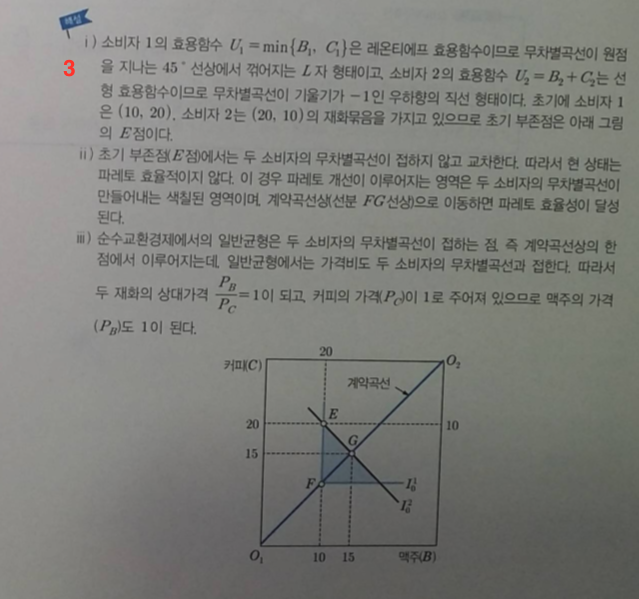 해설
ⅰ) 소비자 1의 효용함수 U₁ = min{B₁, C₁}은 레온티에프 효용함수이므로 무차별곡선이 원점
3
을 지나는 45° 선상에서 꺾어지는 L자 형태이고, 소비자 2의 효용함수 U₂ = B₂ + C₂는 선
형 효용함수이므로 무차별곡선이 기울기가 −1인 우하향의 직선 형태이다. 초기에 소비자 1
은 (10, 20), 소비자 2는 (20, 10)의 재화묶음을 가지고 있으므로 초기 부존점은 아래 그림
의 E점이다.
ⅱ) 초기 부존점(E점)에서는 두 소비자의 무차별곡선이 접하지 않고 교차한다. 따라서 현 상태는
파레토 효율적이지 않다. 이 경우 파레토 개선이 이루어지는 영역은 두 소비자의 무차별곡선이
만들어내는 색칠된 영역이며, 계약곡선상(선분 FG선상)으로 이동하면 파레토 효율성이 달성
된다.
ⅲ) 순수교환경제에서의 일반균형은 두 소비자의 무차별곡선이 접하는 점, 즉 계약곡선상의 한
점에서 이루어지는데, 일반균형에서는 가격비도 두 소비자의 무차별곡선과 접한다. 따라서
두 재화의 상대가격 P_B/P_C = 1이 되고, 커피의 가격(P_C)이 1로 주어져 있으므로 맥주의 가격
(P_B)도 1이 된다.
20
커피(C)
O₂
계약곡선
E
20
10
G
15
F
I₀¹
I₀²
O₁
10
15
맥주(B)